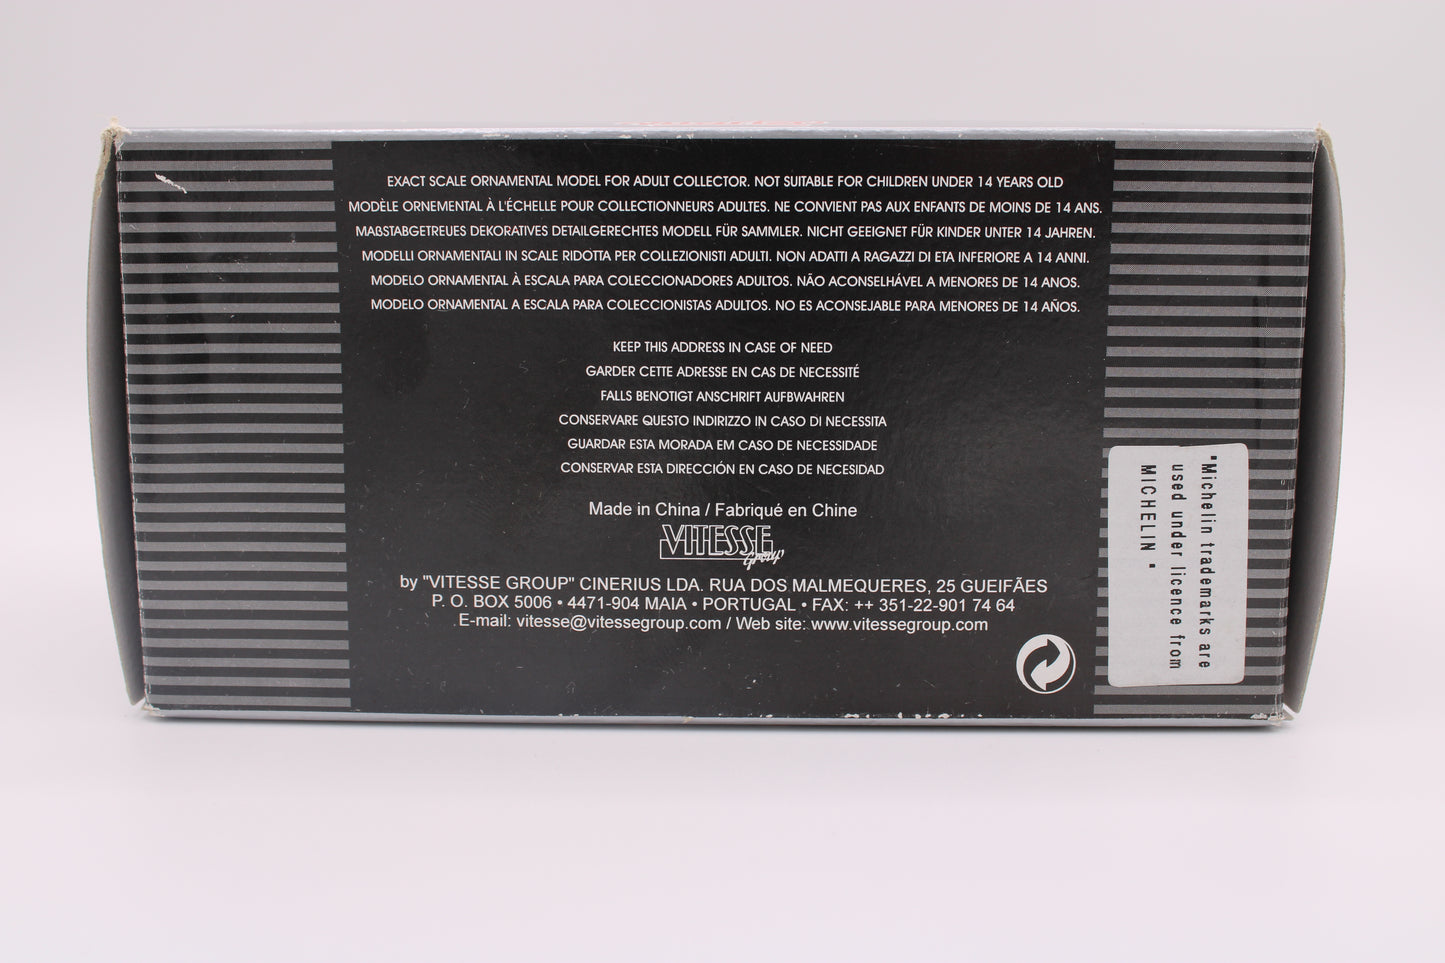 EXACT SCALE ORNAMENTAL MODEL FOR ADULT COLLECTOR. NOT SUITABLE FOR CHILDREN UNDER 14 YEARS OLD
MODÈLE ORNEMENTAL À L'ÉCHELLE POUR COLLECTIONNEURS ADULTES. NE CONVIENT PAS AUX ENFANTS DE MOINS DE 14 ANS.
MAßSTABGETREUES DEKORATIVES DETAILGERECHTES MODELL FÜR SAMMLER. NICHT GEEIGNET FÜR KINDER UNTER 14 JAHREN.
MODELLI ORNAMENTALI IN SCALE RIDOTTA PER COLLEZIONISTI ADULTI. NON ADATTI A RAGAZZI DI ETA INFERIORE A 14 ANNI.
MODELO ORNAMENTAL À ESCALA PARA COLECCIONADORES ADULTOS. NÃO ACONSELHÁVEL A MENORES DE 14 ANOS.
MODELO ORNAMENTAL A ESCALA PARA COLECCIONISTAS ADULTOS. NO ES ACONSEJABLE PARA MENORES DE 14 AÑOS.
KEEP THIS ADDRESS IN CASE OF NEED
GARDER CETTE ADRESSE EN CAS DE NECESSITÉ
FALLS BENOTIGT ANSCHRIFT AUFBWAHREN
CONSERVARE QUESTO INDIRIZZO IN CASO DI NECESSITA
GUARDAR ESTA MORADA EM CASO DE NECESSIDADE
CONSERVAR ESTA DIRECCIÓN EN CASO DE NECESIDAD
Made in China / Fabriqué en Chine
VITESSE
Group
by "VITESSE GROUP" CINERIUS LDA. RUA DOS MALMEQUERES, 25 GUEIFÃES
P. O. BOX 5006 • 4471-904 MAIA • PORTUGAL • FAX: ++ 351-22-901 74 64
E-mail: vitesse@vitessegroup.com / Web site: www.vitessegroup.com
"Michelin trademarks are
used under licence from
MICHELIN "